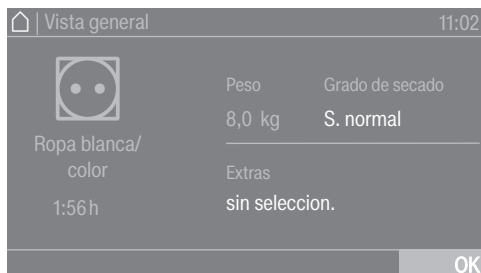 Vista general 11:02
Peso Grado de secado
8,0 kg S. normal
Ropa blanca/
color
1:56 h
Extras
sin seleccion.
OK